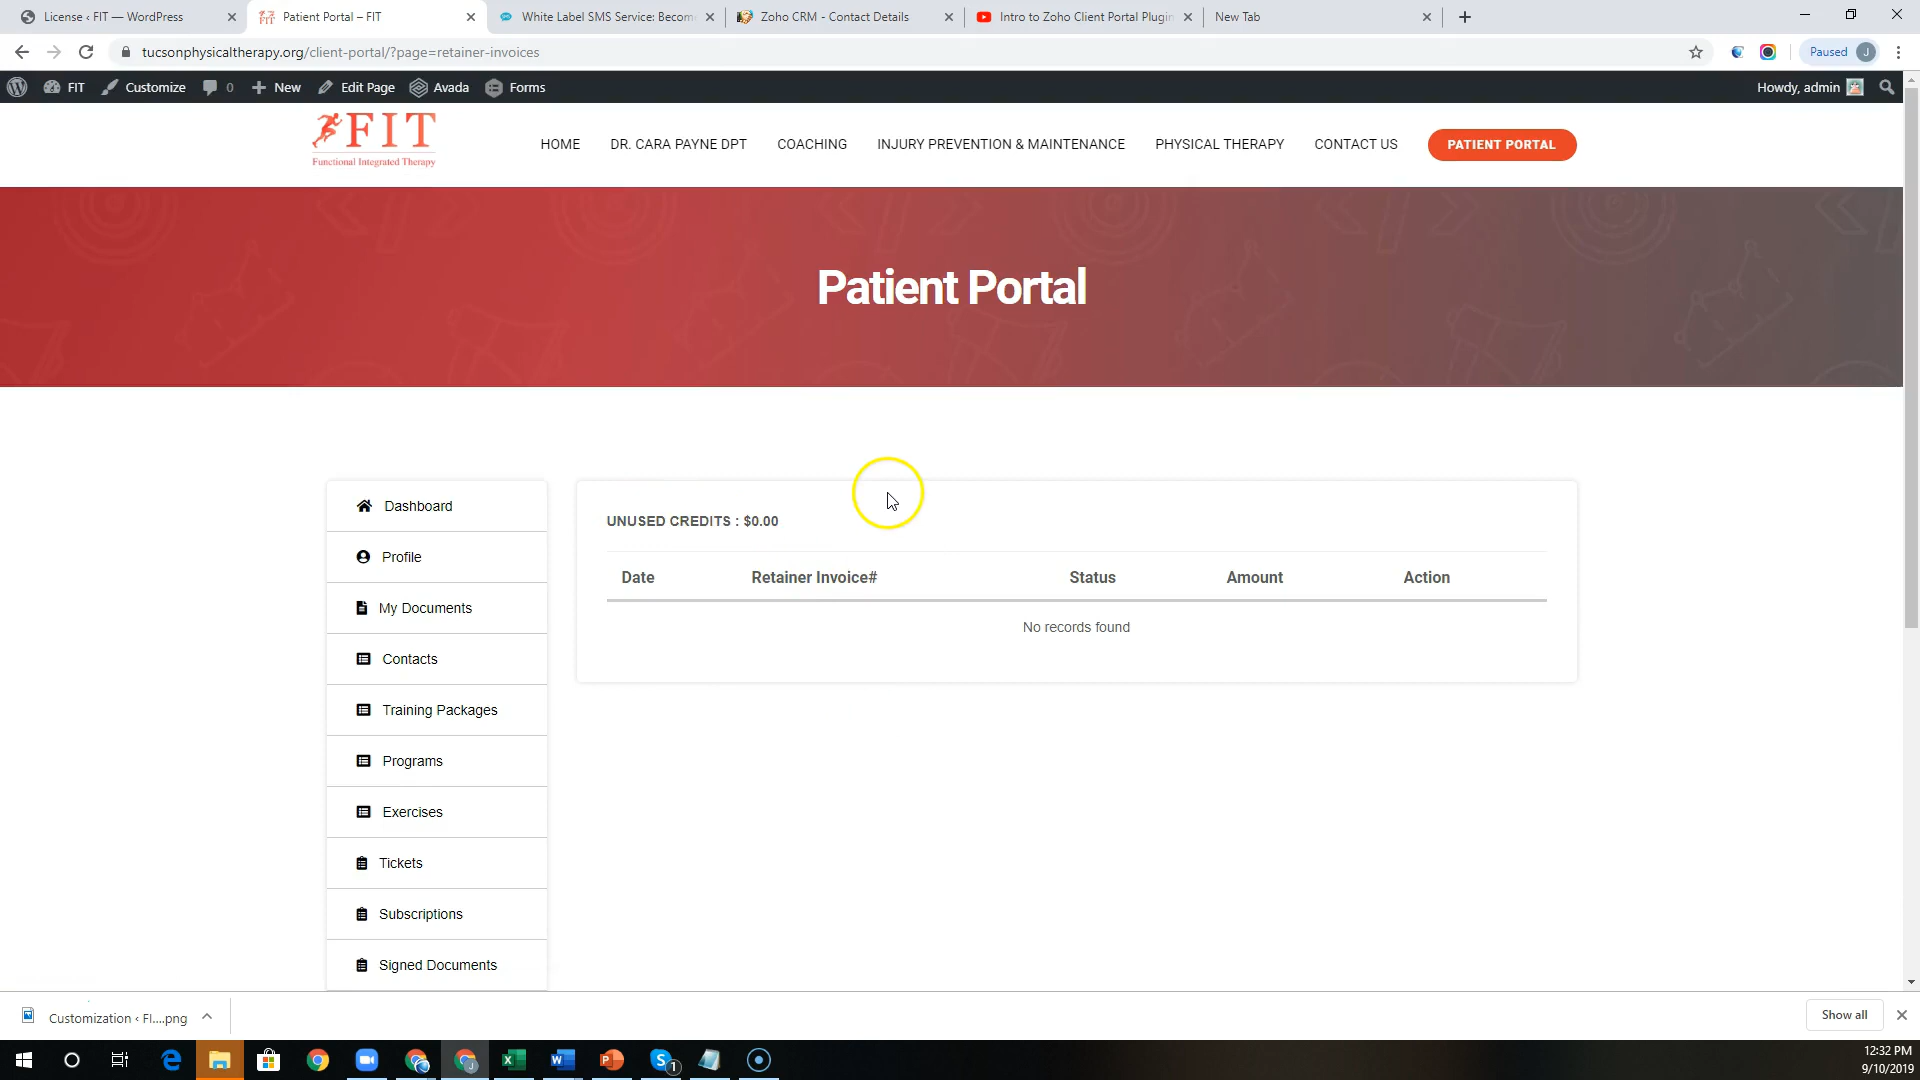 License ‹ FIT — WordPress
Patient Portal – FIT
White Label SMS Service: Becom
Zoho CRM - Contact Details
Intro to Zoho Client Portal Plugin
New Tab
tucsonphysicaltherapy.org/client-portal/?page=retainer-invoices
Paused J
FIT Customize 0 New Edit Page Avada Forms
Howdy, admin
FIT
Functional Integrated Therapy
HOME DR. CARA PAYNE DPT COACHING INJURY PREVENTION & MAINTENANCE PHYSICAL THERAPY CONTACT US PATIENT PORTAL
Patient Portal
Dashboard
Profile
My Documents
Contacts
Training Packages
Programs
Exercises
Tickets
Subscriptions
Signed Documents
UNUSED CREDITS : $0.00
Date Retainer Invoice# Status Amount Action
No records found
Customization ‹ FI....png
Show all
12:32 PM
9/10/2019